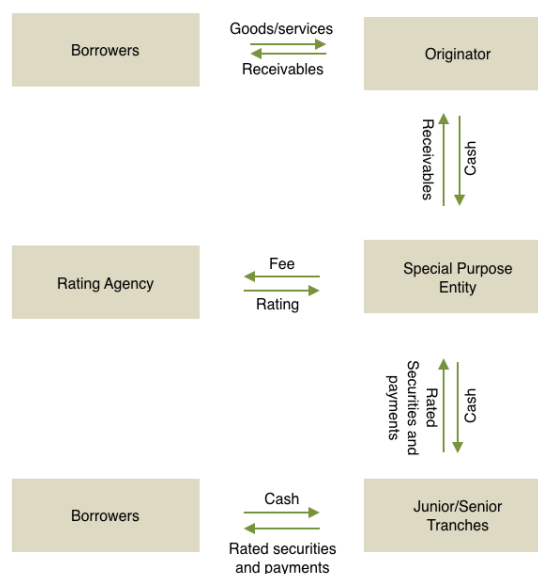 Goods/services
Borrowers
Originator
Receivables
Receivables
Cash
Fee
Rating Agency
Special Purpose
Entity
Rating
Rated
Securities and
payments
Cash
Cash
Borrowers
Junior/Senior
Tranches
Rated securities
and payments